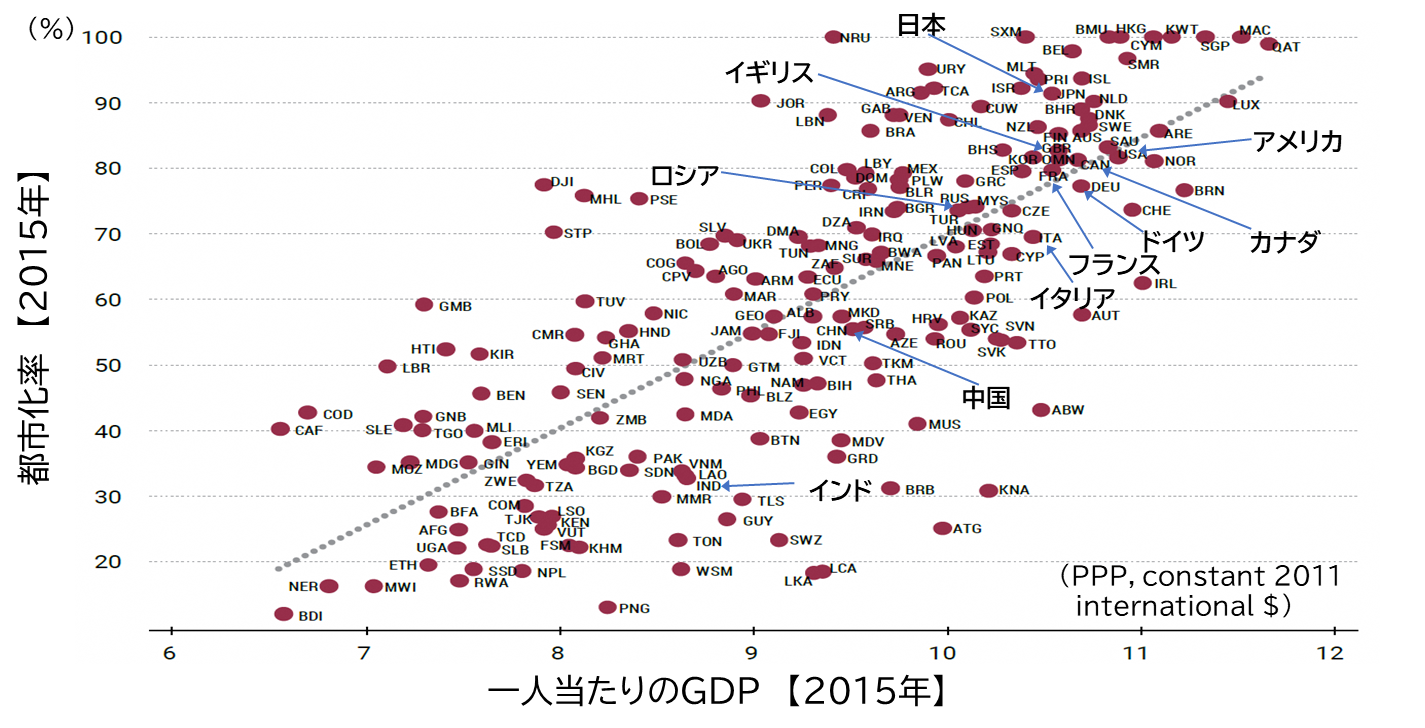 (%)
100
90
80
70
60
50
40
30
20
都市化率【2015年】
日本
イギリス
ロシア
アメリカ
ドイツ
カナダ
フランス
イタリア
中国
インド
NRU
SXM
BMU HKG KWT MAC
BEL CYM SGP QAT
SMR
URY MLT PRI ISL
ARG TCA ISR JPN NLD
JOR GAB CUW BHR LUX
LBN VEN CHL DNK
BRA NZL FIN AUS SWE ARE
BHS GBR SAU
KOR OMN USA NOR
COL LBY MEX ESP CAN
DJI PER DOM PLW GRC FRA DEU BRN
MHL PSE CRI BLR
RUS MYS
IRN BGR TUR CZE CHE
STP SLV DMA DZA HUN GNQ
BOL UKR IRQ LVA EST ITA
TUN MNG BWA
COG ZAF SUR MNE PAN LTU CYP
CPV AGO ARM ECU PRT IRL
MAR PRY POL
GMB TUV
NIC GEO ALB MKD HRV KAZ AUT
CMR HND JAM FJI CHN SRB SYC SVN
GHA IDN AZE ROU SVK TTO
HTI KIR MRT UZB VCT
LBR CIV GTM TKM
NGA NAM BIH THA
BEN SEN PHL BLZ
COD GNB ZMB MDA EGY ABW
CAF SLE TGO MLI MUS
ERI BTN MDV
KGZ PAK GRD
MOZ MDG GIN YEM BGD SDN VNM
LAO
ZWE TZA IND BRB KNA
MMR TLS
BFA COM LSO
TJK KEN GUY
AFG VUT ATG
UGA TCD SLB FSM KHM TON SWZ
ETH SSD NPL WSM LKA LCA
NER MWI RWA
BDI PNG
(PPP, constant 2011
international $)
6 7 8 9 10 11 12
一人当たりのGDP 【2015年】